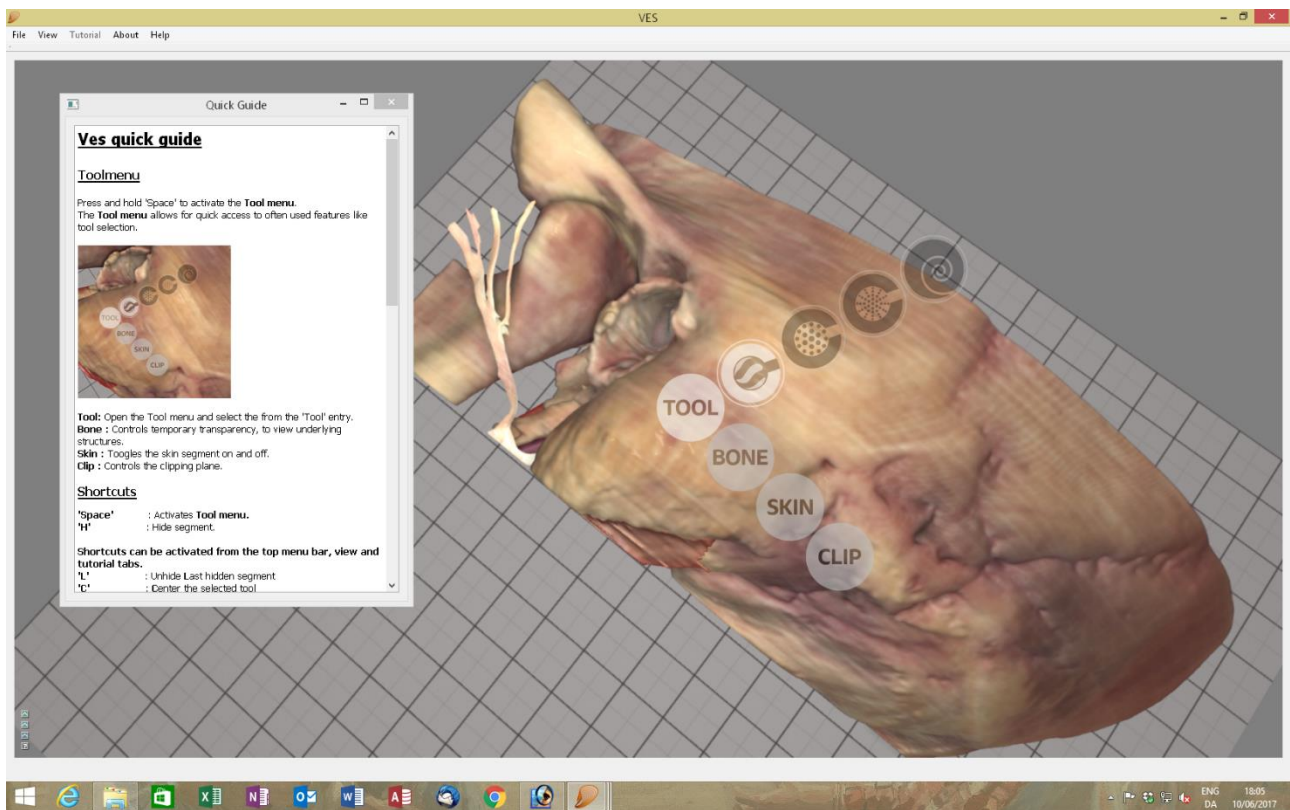 VES
File View Tutorial About Help
Quick Guide
Ves quick guide
Toolmenu
Press and hold 'Space' to activate the Tool menu.
The Tool menu allows for quick access to often used features like
tool selection.
TOOL
BONE
SKIN
CLIP
Tool: Open the Tool menu and select the from the 'Tool' entry.
Bone : Controls temporary transparency, to view underlying
structures.
Skin : Toogles the skin segment on and off.
Clip : Controls the clipping plane.
Shortcuts
'Space' : Activates Tool menu.
'H' : Hide segment.
Shortcuts can be activated from the top menu bar, view and
tutorial tabs.
'L' : Unhide Last hidden segment
'C' : Center the selected tool
TOOL
BONE
SKIN
CLIP
ENG 18:05
DA 10/06/2017